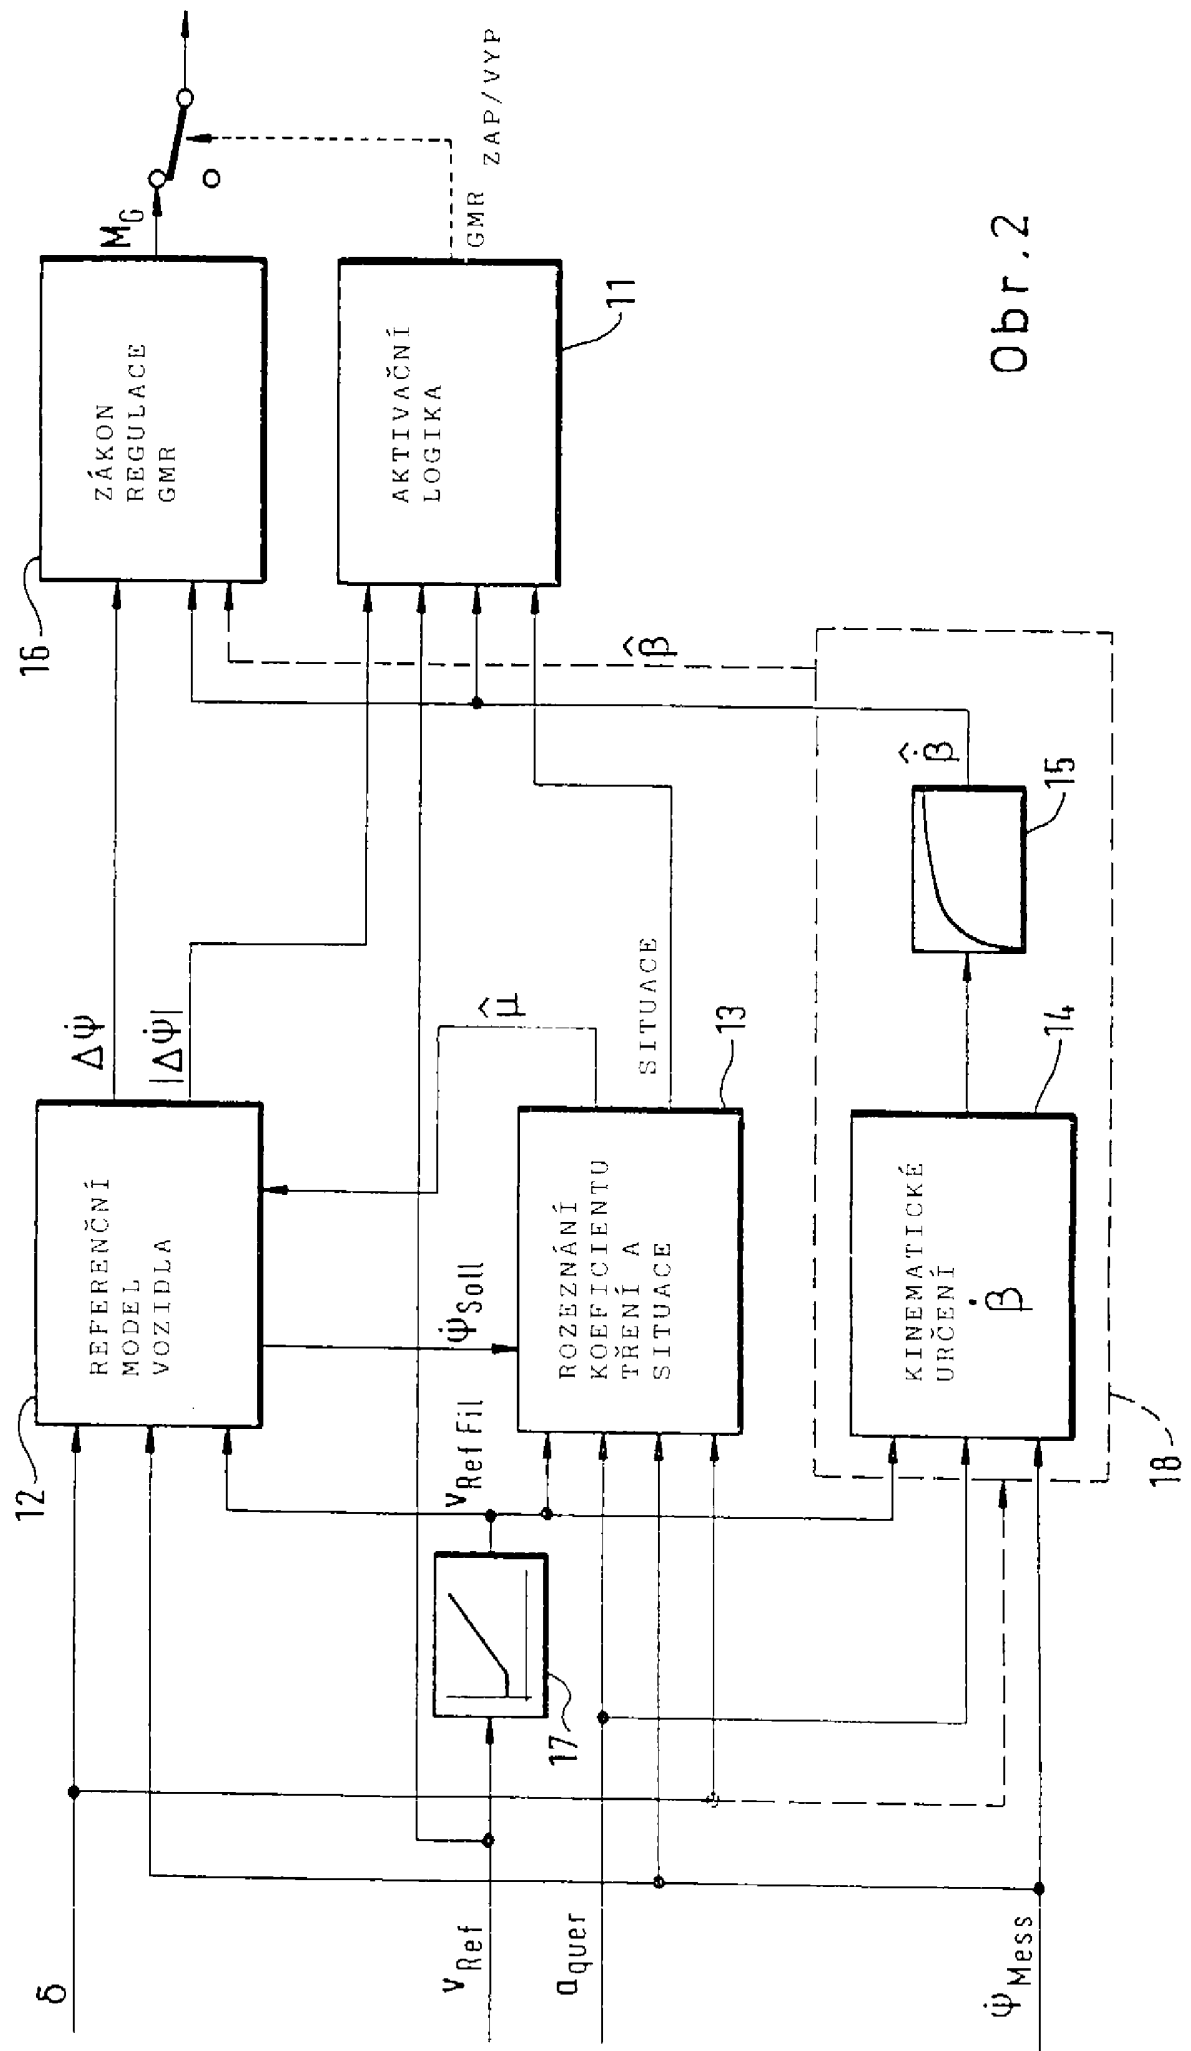 δ
v_Ref
a_quer
ψ̇_Mess
12
REFERENČNÍ
MODEL
VOZIDLA
17
v_Ref Fil
ψ̇_Soll
ROZEZNÁNÍ
KOEFICIENTU
TŘENÍ A
SITUACE
13
KINEMATICKÉ
URČENÍ
β̇
14
18
Δψ̇
|Δψ̇|
μ̂
SITUACE
15
β̇̂
β̂
16
ZÁKON
REGULACE
GMR
AKTIVAČNÍ
LOGIKA
11
M_G
GMR ZAP/VYP
Obr.2